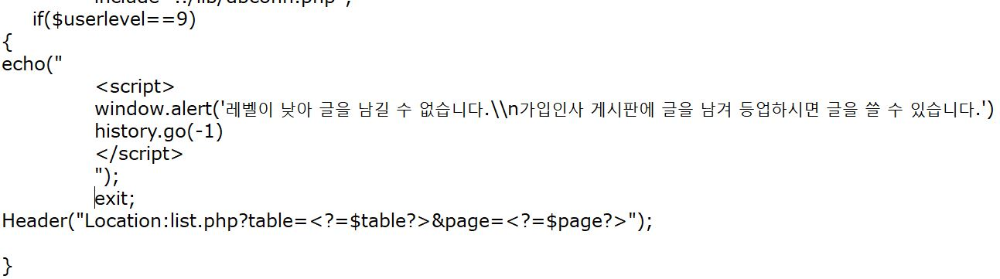 include "../lib/dbconn.php";
if($userlevel==9)
{
echo("
<script>
window.alert('레벨이 낮아 글을 남길 수 없습니다.\\n가입인사 게시판에 글을 남겨 등업하시면 글을 쓸 수 있습니다.')
history.go(-1)
</script>
");
exit;
Header("Location:list.php?table=<?=$table?>&page=<?=$page?>");
}